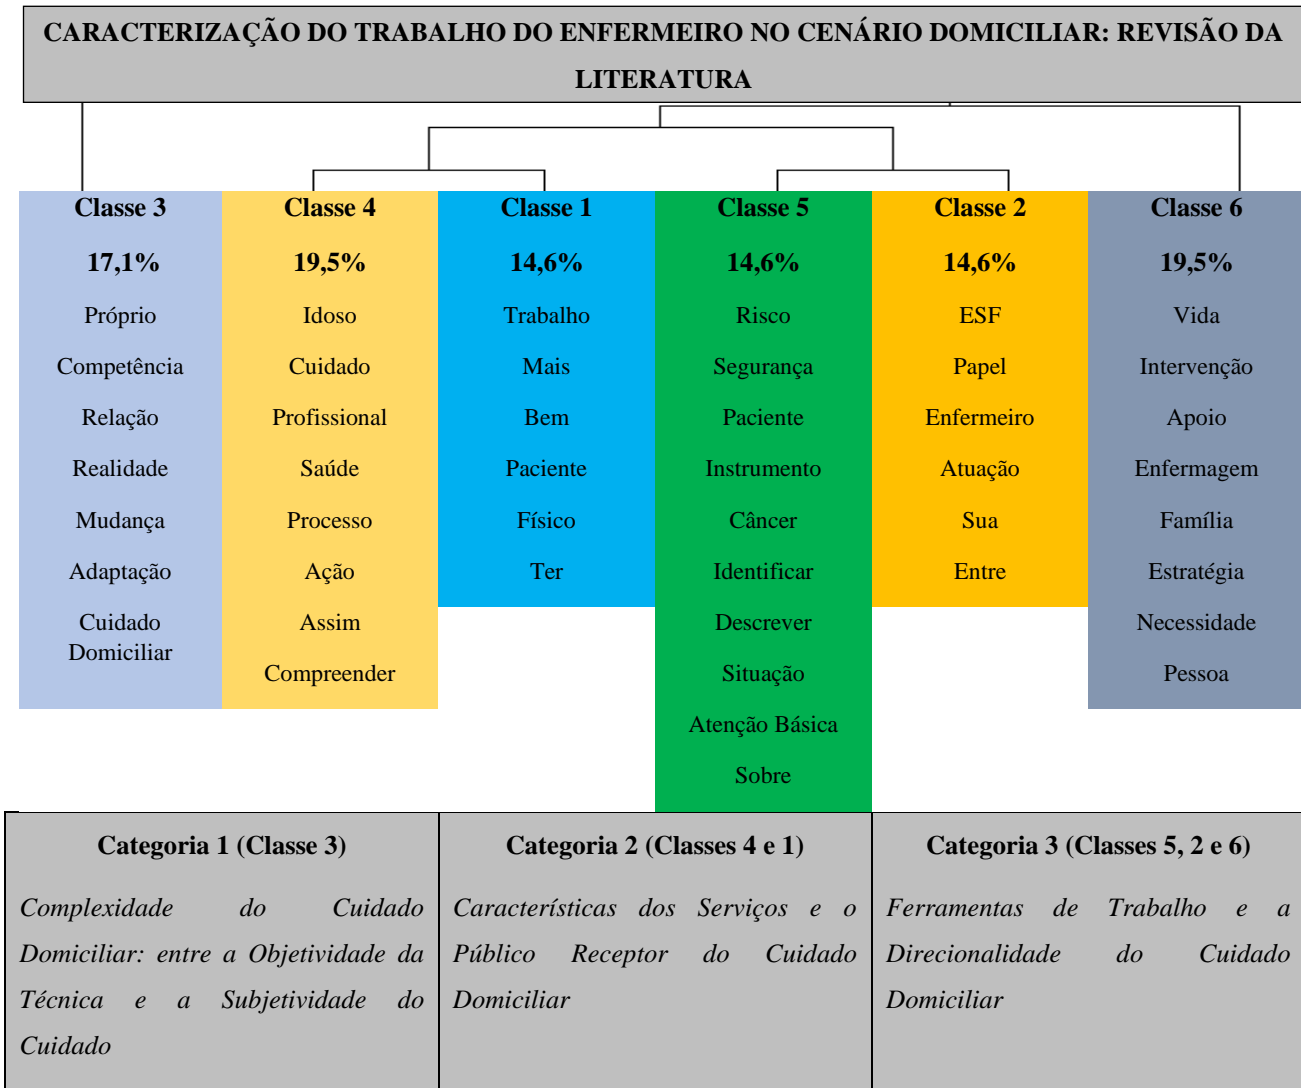 CARACTERIZAÇÃO DO TRABALHO DO ENFERMEIRO NO CENÁRIO DOMICILIAR: REVISÃO DA
LITERATURA
Classe 3
17,1%
Próprio
Competência
Relação
Realidade
Mudança
Adaptação
Cuidado
Domiciliar
Classe 4
19,5%
Idoso
Cuidado
Profissional
Saúde
Processo
Ação
Assim
Compreender
Classe 1
14,6%
Trabalho
Mais
Bem
Paciente
Físico
Ter
Classe 5
14,6%
Risco
Segurança
Paciente
Instrumento
Câncer
Identificar
Descrever
Situação
Atenção Básica
Sobre
Classe 2
14,6%
ESF
Papel
Enfermeiro
Atuação
Sua
Entre
Classe 6
19,5%
Vida
Intervenção
Apoio
Enfermagem
Família
Estratégia
Necessidade
Pessoa
Categoria 1 (Classe 3)
Complexidade do Cuidado
Domiciliar: entre a Objetividade da
Técnica e a Subjetividade do
Cuidado
Categoria 2 (Classes 4 e 1)
Características dos Serviços e o
Público Receptor do Cuidado
Domiciliar
Categoria 3 (Classes 5, 2 e 6)
Ferramentas de Trabalho e a
Direcionalidade do Cuidado
Domiciliar